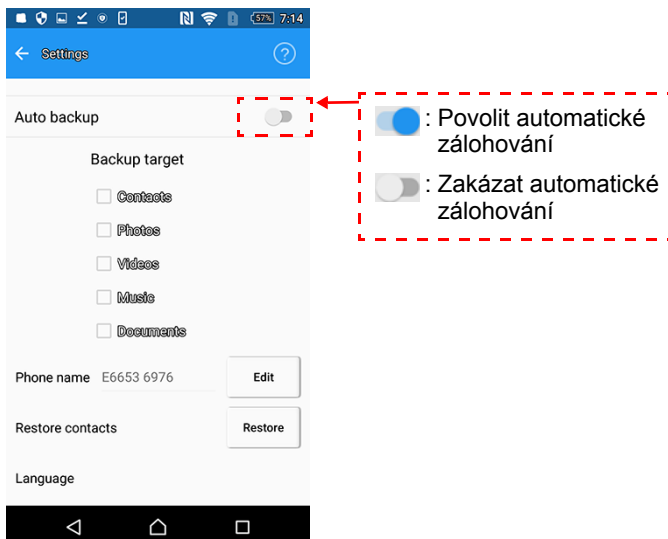 57% 7:14
Settings
?
Auto backup
Backup target
Contacts
Photos
Videos
Music
Documents
Phone name E6653 6976 Edit
Restore contacts Restore
Language
: Povolit automatické
zálohování
: Zakázat automatické
zálohování